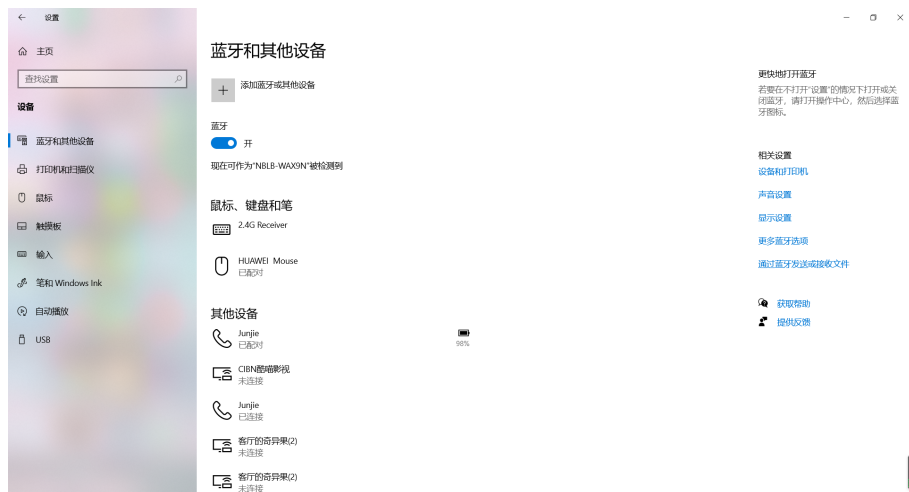 设置
主页
查找设置
设备
蓝牙和其他设备
打印机和扫描仪
鼠标
触摸板
输入
笔和 Windows Ink
自动播放
USB
蓝牙和其他设备
添加蓝牙或其他设备
蓝牙
开
现在可作为"NBLB-WAX9N"被检测到
鼠标、键盘和笔
2.4G Receiver
HUAWEI Mouse
已配对
其他设备
Junjie
已配对
98%
CIBN酷喵影视
未连接
Junjie
已连接
客厅的奇异果(2)
未连接
客厅的奇异果(2)
未连接
更快地打开蓝牙
若要在不打开"设置"的情况下打开或关
闭蓝牙，请打开操作中心，然后选择蓝
牙图标。
相关设置
设备和打印机
声音设置
显示设置
更多蓝牙选项
通过蓝牙发送或接收文件
获取帮助
提供反馈